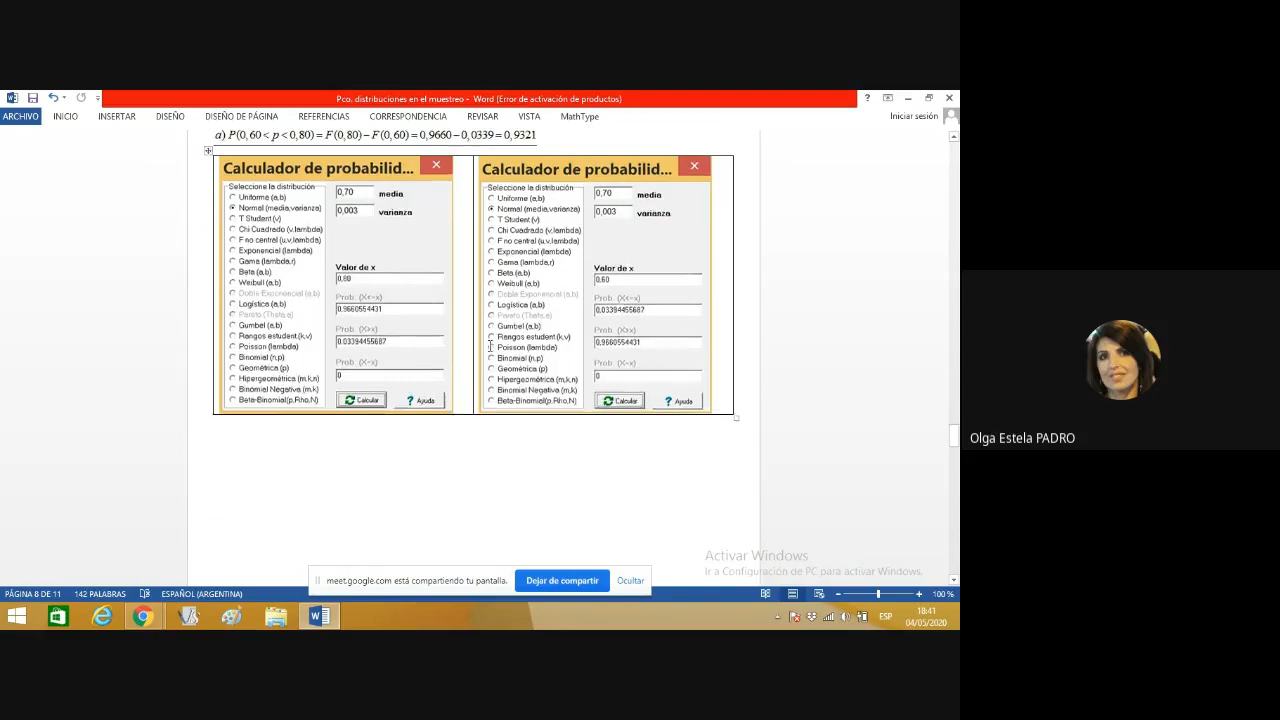 Pco. distribuciones en el muestreo - Word (Error de activación de productos)
ARCHIVO INICIO INSERTAR DISEÑO DISEÑO DE PÁGINA REFERENCIAS CORRESPONDENCIA REVISAR VISTA MathType Iniciar sesión
a) P(0,60 < p < 0,80) = F(0,80) − F(0,60) = 0,9660 − 0,0339 = 0,9321
Calculador de probabilid...
Seleccione la distribución
Uniforme (a,b)
Normal (media,varianza)
T Student (v)
Chi Cuadrado (v,lambda)
F no central (u,v,lambda)
Exponencial (lambda)
Gama (lambda,r)
Beta (a,b)
Weibull (a,b)
Doble Exponencial (a,b)
Logística (a,b)
Pareto (Theta,a)
Gumbel (a,b)
Rangos estudent.(k,v)
Poisson (lambda)
Binomial (n,p)
Geométrica (p)
Hipergeométrica (m,k,n)
Binomial Negativa (m,k)
Beta-Binomial(p,Rho,N)
0,70 media
0,003 varianza
Valor de x
0,80
Prob. (X<=x)
0,9660554431
Prob. (X>x)
0,03394455687
Prob. (X=x)
0
Calcular Ayuda
Calculador de probabilid...
Seleccione la distribución
Uniforme (a,b)
Normal (media,varianza)
T Student (v)
Chi Cuadrado (v,lambda)
F no central (u,v,lambda)
Exponencial (lambda)
Gama (lambda,r)
Beta (a,b)
Weibull (a,b)
Doble Exponencial (a,b)
Logística (a,b)
Pareto (Theta,a)
Gumbel (a,b)
Rangos estudent.(k,v)
Poisson (lambda)
Binomial (n,p)
Geométrica (p)
Hipergeométrica (m,k,n)
Binomial Negativa (m,k)
Beta-Binomial(p,Rho,N)
0,70 media
0,003 varianza
Valor de x
0,60
Prob. (X<=x)
0,03394455687
Prob. (X>x)
0,9660554431
Prob. (X=x)
0
Calcular Ayuda
Activar Windows
Ir a Configuración de PC para activar Windows.
meet.google.com está compartiendo tu pantalla. Dejar de compartir Ocultar
PÁGINA 8 DE 11 142 PALABRAS ESPAÑOL (ARGENTINA) 100 %
ESP
18:41
04/05/2020
Olga Estela PADRO